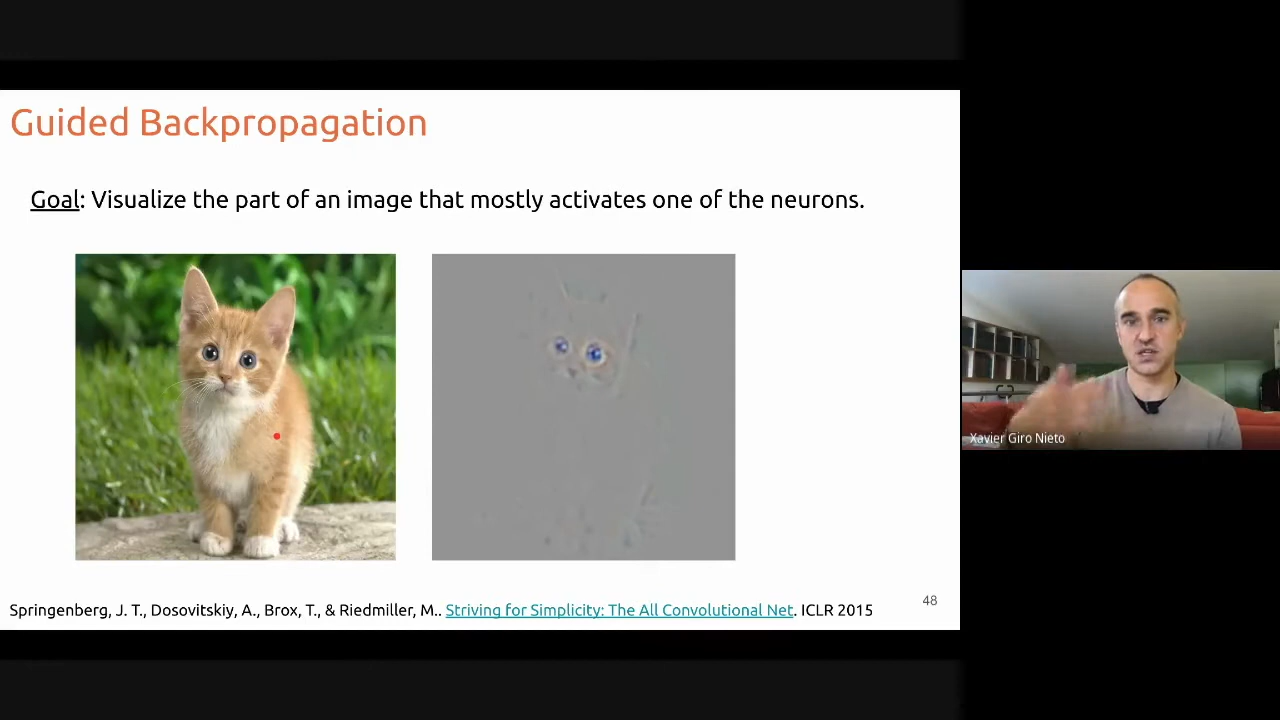 Guided Backpropagation
Goal: Visualize the part of an image that mostly activates one of the neurons.
Xavier Giro Nieto
Springenberg, J. T., Dosovitskiy, A., Brox, T., & Riedmiller, M.. Striving for Simplicity: The All Convolutional Net. ICLR 2015
48